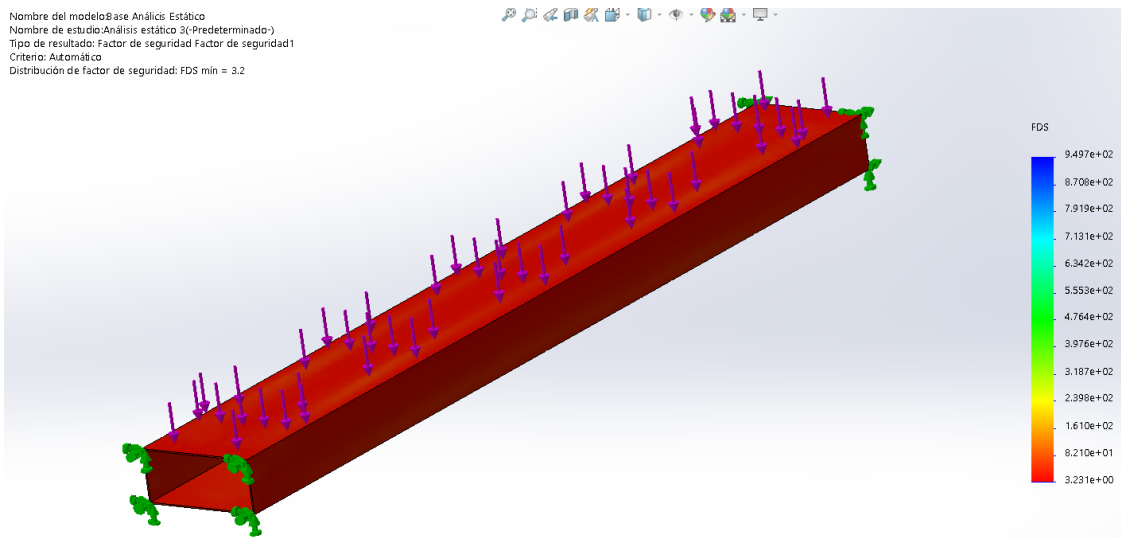 Nombre del modelo:Base Análicis Estático
Nombre de estudio:Análisis estático 3(-Predeterminado-)
Tipo de resultado: Factor de seguridad Factor de seguridad1
Criterio: Automático
Distribución de factor de seguridad: FDS mín = 3.2
FDS
9.497e+02
8.708e+02
7.919e+02
7.131e+02
6.342e+02
5.553e+02
4.764e+02
3.976e+02
3.187e+02
2.398e+02
1.610e+02
8.210e+01
3.231e+00